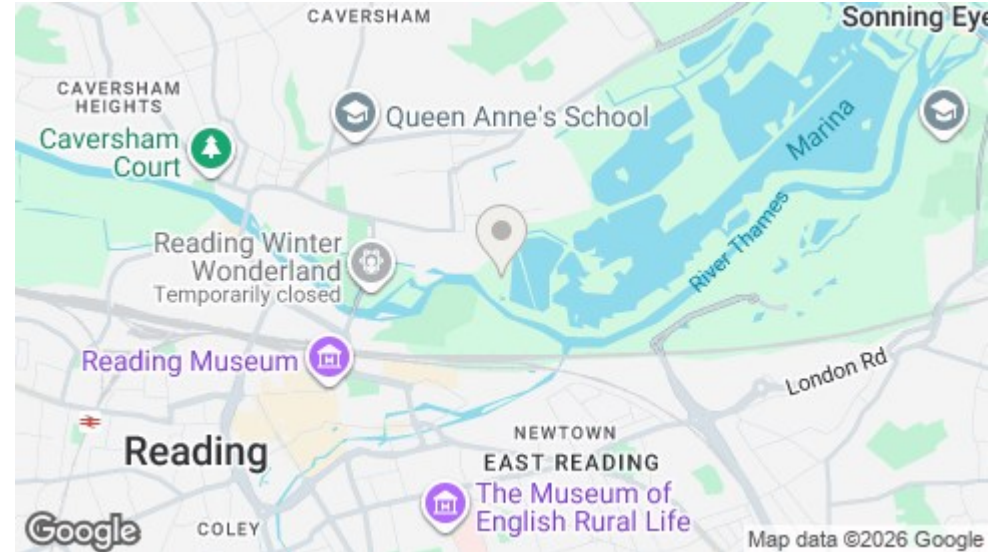 CAVERSHAM
Sonning Eye
CAVERSHAM
HEIGHTS
Queen Anne's School
Caversham
Court
Marina
Reading Winter
Wonderland
Temporarily closed
River Thames
Reading Museum
London Rd
Reading
NEWTOWN
EAST READING
The Museum of
English Rural Life
COLEY
Google
Map data ©2026 Google